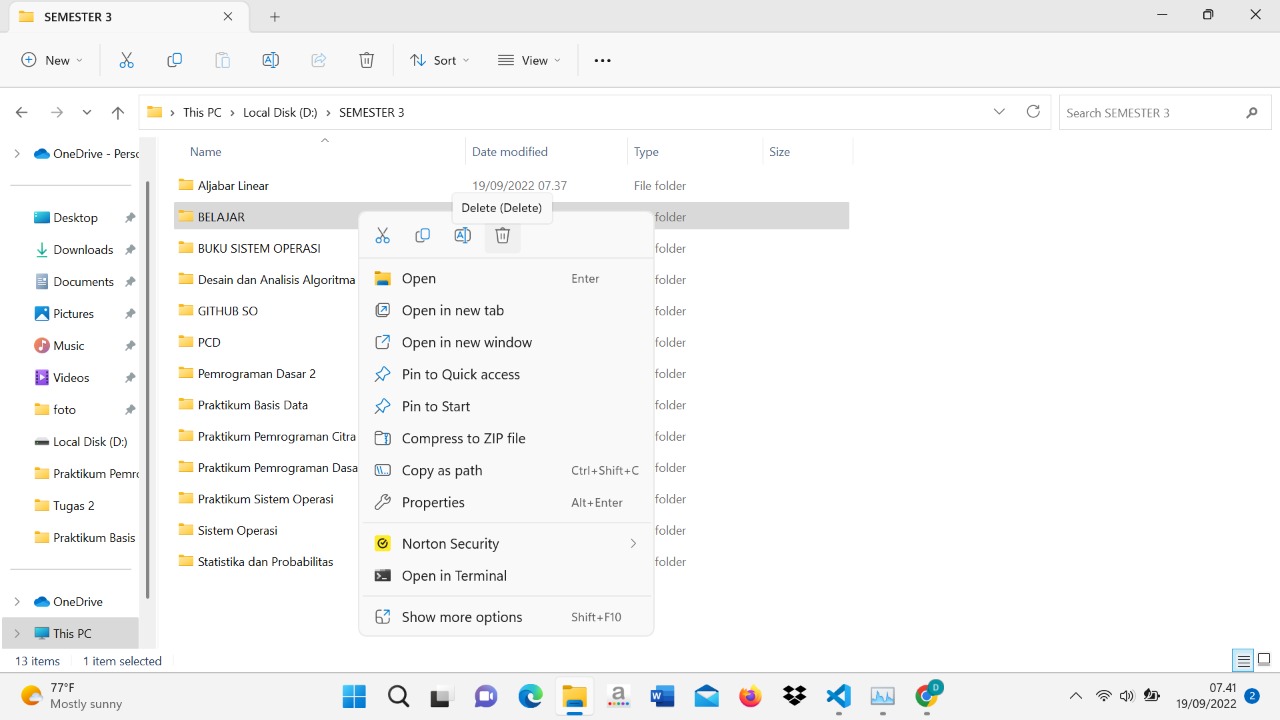 SEMESTER 3
New
Sort
View
This PC
Local Disk (D:)
SEMESTER 3
Search SEMESTER 3
OneDrive - Perso
Desktop
Downloads
Documents
Pictures
Music
Videos
foto
Local Disk (D:)
Praktikum Pemro
Tugas 2
Praktikum Basis
OneDrive
This PC
Name
Date modified
Type
Size
Aljabar Linear
19/09/2022 07.37
File folder
BELAJAR
folder
BUKU SISTEM OPERASI
folder
Desain dan Analisis Algoritma
folder
GITHUB SO
folder
PCD
folder
Pemrograman Dasar 2
folder
Praktikum Basis Data
folder
Praktikum Pemrograman Citra
folder
Praktikum Pemrograman Dasa
folder
Praktikum Sistem Operasi
folder
Sistem Operasi
folder
Statistika dan Probabilitas
folder
Delete (Delete)
Open Enter
Open in new tab
Open in new window
Pin to Quick access
Pin to Start
Compress to ZIP file
Copy as path Ctrl+Shift+C
Properties Alt+Enter
Norton Security
Open in Terminal
Show more options Shift+F10
13 items
1 item selected
77°F
Mostly sunny
a
W
D
07.41
19/09/2022
2